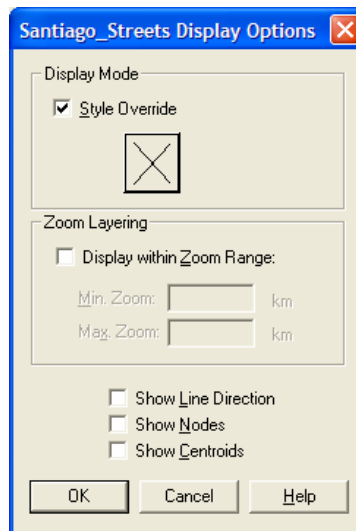 Santiago_Streets Display Options
Display Mode
Style Override
Zoom Layering
Display within Zoom Range:
Min. Zoom: km
Max. Zoom: km
Show Line Direction
Show Nodes
Show Centroids
OK Cancel Help